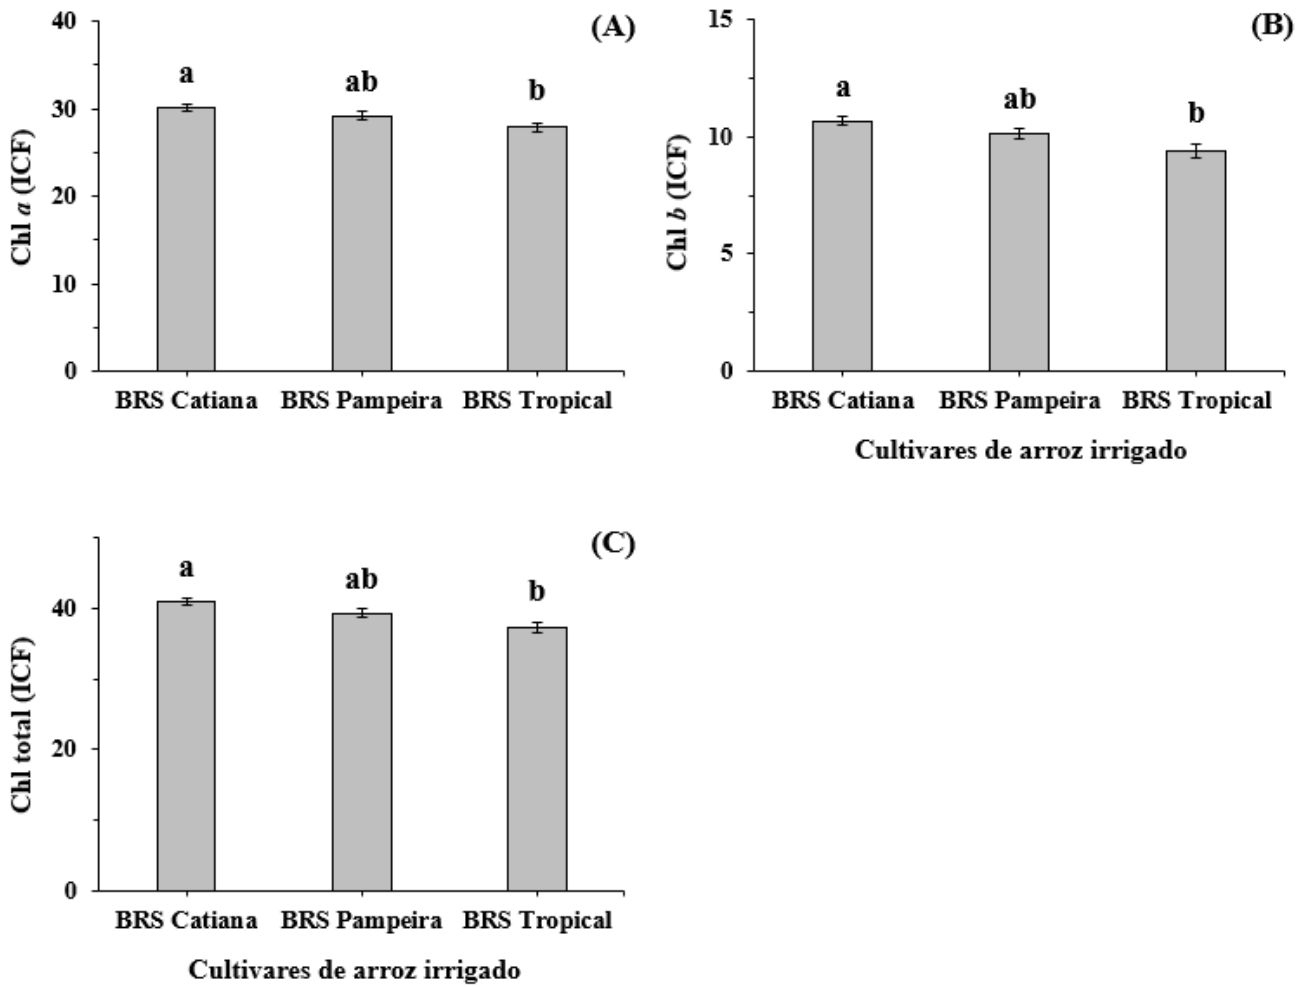 (A)
Chl a (ICF)
40
30
20
10
0
a
ab
b
BRS Catiana BRS Pampeira BRS Tropical
(B)
Chl b (ICF)
15
10
5
0
a
ab
b
BRS Catiana BRS Pampeira BRS Tropical
Cultivares de arroz irrigado
(C)
Chl total (ICF)
40
20
0
a
ab
b
BRS Catiana BRS Pampeira BRS Tropical
Cultivares de arroz irrigado